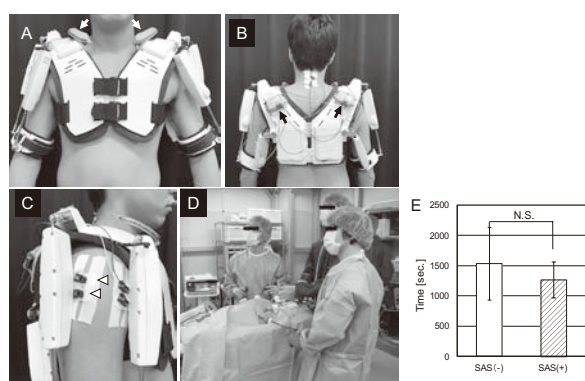 A
B
C
D
E
N.S.
Time [sec.]
2500
2000
1500
1000
500
0
SAS(-)
SAS(+)